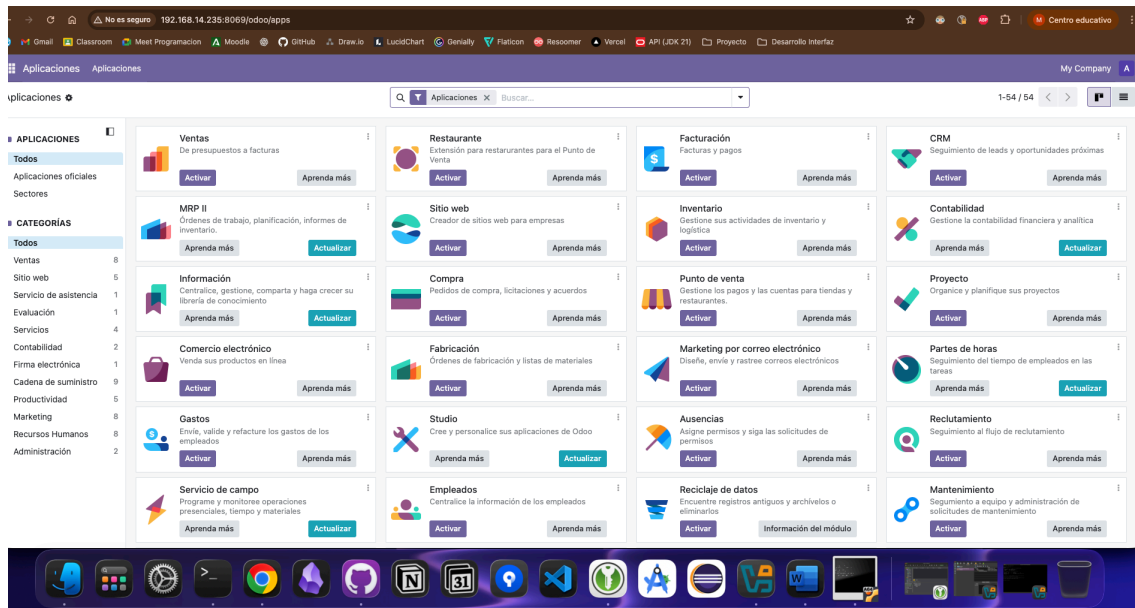 No es seguro 192.168.14.235:8069/odoo/apps
ABP
M Centro educativo
Gmail Classroom Meet Programacion Moodle GitHub Draw.io LucidChart Genially Flaticon Resoomer Vercel API (JDK 21) Proyecto Desarrollo Interfaz
Aplicaciones Aplicaciones My Company A
plicaciones Aplicaciones Buscar... 1-54 / 54
APLICACIONES
Todos
Aplicaciones oficiales
Sectores
CATEGORÍAS
Todos
Ventas 8
Sitio web 5
Servicio de asistencia 1
Evaluación 1
Servicios 4
Contabilidad 2
Firma electrónica 1
Cadena de suministro 9
Productividad 5
Marketing 8
Recursos Humanos 8
Administración 2
Ventas
De presupuestos a facturas
Activar Aprenda más
Restaurante
Extensión para restarurantes para el Punto de
Venta
Activar Aprenda más
Facturación
Facturas y pagos
Activar Aprenda más
CRM
Seguimiento de leads y oportunidades próximas
Activar Aprenda más
MRP II
Órdenes de trabajo, planificación, informes de
inventario.
Aprenda más Actualizar
Sitio web
Creador de sitios web para empresas
Activar Aprenda más
Inventario
Gestione sus actividades de inventario y
logística
Activar Aprenda más
Contabilidad
Gestione la contabilidad financiera y analítica
Aprenda más Actualizar
Información
Centralice, gestione, comparta y haga crecer su
librería de conocimiento
Aprenda más Actualizar
Compra
Pedidos de compra, licitaciones y acuerdos
Activar Aprenda más
Punto de venta
Gestione los pagos y las cuentas para tiendas y
restaurantes.
Activar Aprenda más
Proyecto
Organice y planifique sus proyectos
Activar Aprenda más
Comercio electrónico
Venda sus productos en línea
Activar Aprenda más
Fabricación
Órdenes de fabricación y listas de materiales
Activar Aprenda más
Marketing por correo electrónico
Diseñe, envíe y rastree correos electrónicos
Activar Aprenda más
Partes de horas
Seguimiento del tiempo de empleados en las
tareas
Aprenda más Actualizar
Gastos
Envíe, valide y refacture los gastos de los
empleados
Activar Aprenda más
Studio
Cree y personalice sus aplicaciones de Odoo
Aprenda más Actualizar
Ausencias
Asigne permisos y siga las solicitudes de
permisos
Activar Aprenda más
Reclutamiento
Seguimiento al flujo de reclutamiento
Activar Aprenda más
Servicio de campo
Programe y monitoree operaciones
presenciales, tiempo y materiales
Aprenda más Actualizar
Empleados
Centralice la información de los empleados
Activar Aprenda más
Reciclaje de datos
Encuentre registros antiguos y archívelos o
elimínarlos
Activar Información del módulo
Mantenimiento
Segumiento a equipo y administración de
solicitudes de mantenimiento
Activar Aprenda más
31
W